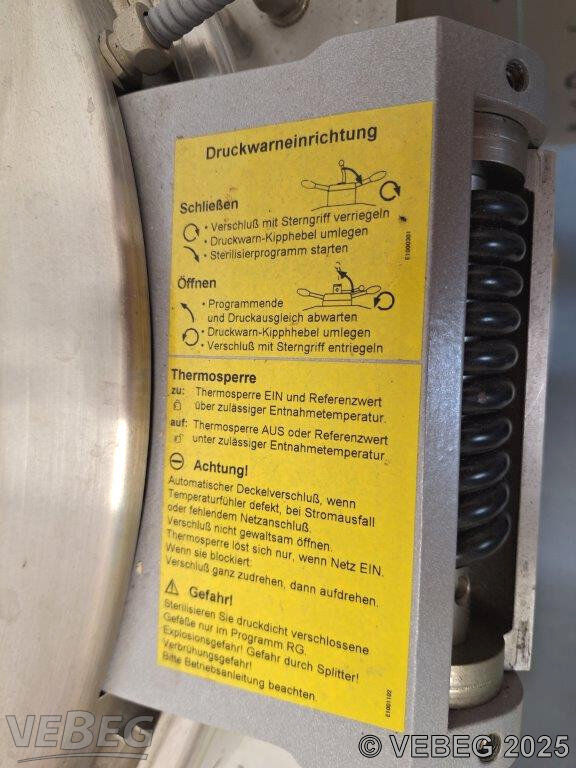 Druckwarneinrichtung
Schließen
• Verschluß mit Sterngriff verriegeln
• Druckwarn-Kipphebel umlegen
• Sterilisierprogramm starten
E1000301
Öffnen
• Programmende
und Druckausgleich abwarten
• Druckwarn-Kipphhebel umlegen
• Verschluß mit Sterngriff entriegeln
Thermosperre
zu: Thermosperre EIN und Referenzwert
über zulässiger Entnahmetemperatur.
auf: Thermosperre AUS oder Referenzwert
unter zulässiger Entnahmetemperatur.
Achtung!
Automatischer Deckelverschluß, wenn
Temperaturfühler defekt, bei Stromausfall
oder fehlendem Netzanschluß.
Verschluß nicht gewaltsam öffnen.
Thermosperre löst sich nur, wenn Netz EIN.
Wenn sie blockiert:
Verschluß ganz zudrehen, dann aufdrehen.
Gefahr!
Sterilisieren Sie druckdicht verschlossene
Gefäße nur im Programm RG.
Explosionsgefahr! Gefahr durch Splitter!
Verbrühungsgefahr!
Bitte Betriebsanleitung beachten.
E1001102
VEBEG
© VEBEG 2025